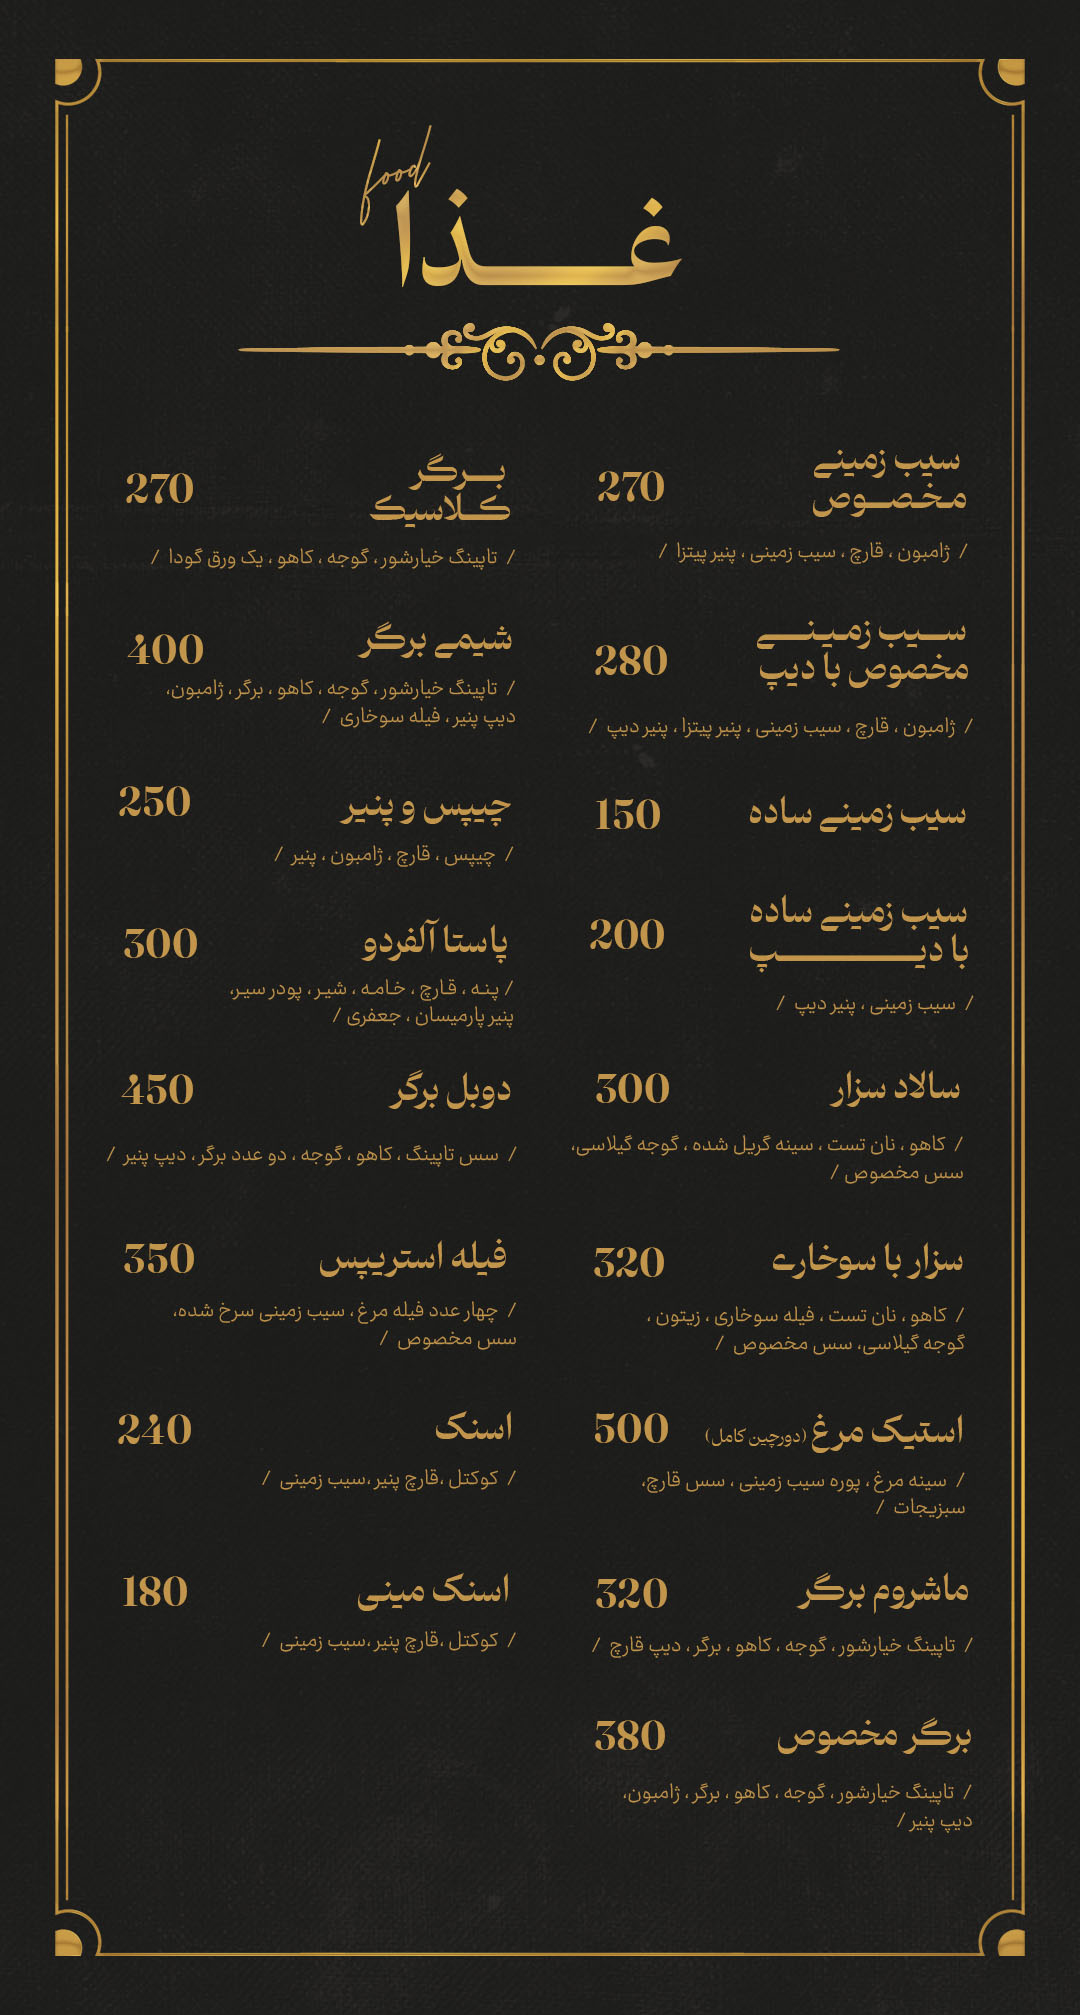 food
غذا
سیب زمینی
مخصوص
270
/ ژامبون ، قارچ ، سیب زمینی ، پنیر پیتزا /
سیب زمینی
مخصوص با دیپ
280
/ ژامبون ، قارچ ، سیب زمینی ، پنیر پیتزا ، پنیر دیپ /
سیب زمینی ساده
150
سیب زمینی ساده
با دیپ
200
/ سیب زمینی ، پنیر دیپ /
سالاد سزار
300
/ کاهو ، نان تست ، سینه گریل شده ، گوجه گیلاسی،
سس مخصوص /
سزار با سوخاری
320
/ کاهو ، نان تست ، فیله سوخاری ، زیتون ،
گوجه گیلاسی، سس مخصوص /
استیک مرغ (دورچین کامل)
500
/ سینه مرغ ، پوره سیب زمینی ، سس قارچ،
سبزیجات /
ماشروم برگر
320
/ تاپینگ خیارشور ، گوجه ، کاهو ، برگر ، دیپ قارچ /
برگر مخصوص
380
/ تاپینگ خیارشور ، گوجه ، کاهو ، برگر ، ژامبون،
دیپ پنیر /
برگر
کلاسیک
270
/ تاپینگ خیارشور ، گوجه ، کاهو ، یک ورق گودا /
شیمی برگر
400
/ تاپینگ خیارشور ، گوجه ، کاهو ، برگر ، ژامبون،
دیپ پنیر ، فیله سوخاری /
چیپس و پنیر
250
/ چیپس ، قارچ ، ژامبون ، پنیر /
پاستا آلفردو
300
/ پنه ، قارچ ، خامه ، شیر ، پودر سیر،
پنیر پارمیسان ، جعفری /
دوبل برگر
450
/ سس تاپینگ ، کاهو ، گوجه ، دو عدد برگر ، دیپ پنیر /
فیله استریپس
350
/ چهار عدد فیله مرغ ، سیب زمینی سرخ شده،
سس مخصوص /
اسنک
240
/ کوکتل ،قارچ پنیر ،سیب زمینی /
اسنک مینی
180
/ کوکتل ،قارچ پنیر ،سیب زمینی /